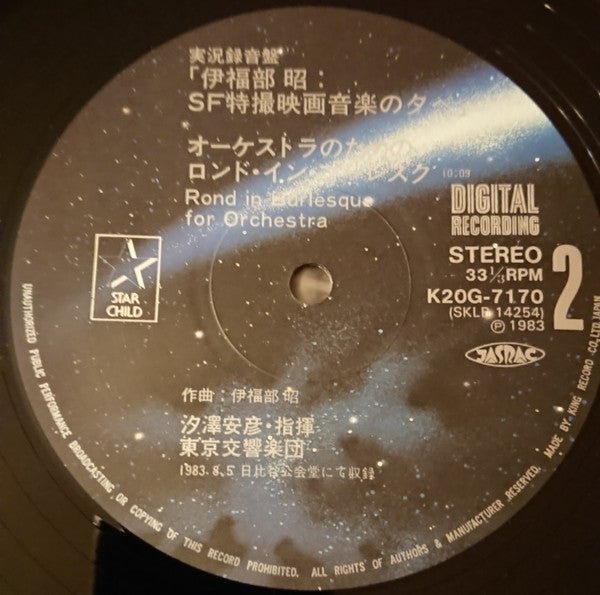 実況録音盤
「伊福部 昭:
SF特撮映画音楽の夕べ」
オーケストラのための
ロンド・イン・ レスク 10:09
Rond in Burlesque
for Orchestra
DIGITAL
RECORDING
STEREO
33⅓RPM
2
K20G-7170
(SKLD 14254)
Ⓟ1983
JASRAC
STAR
CHILD
作曲:伊福部 昭
汐澤安彦・指揮
東京交響楽団
1983.8.5 日比谷公会堂にて収録
UNAUTHORIZED PUBLIC PERFORMANCE BROADCASTING OR COPYING OF THIS RECORD PROHIBITED. ALL RIGHTS OF AUTHORS & MANUFACTURER RESERVED. MADE BY KING RECORD CO.,LTD. JAPAN